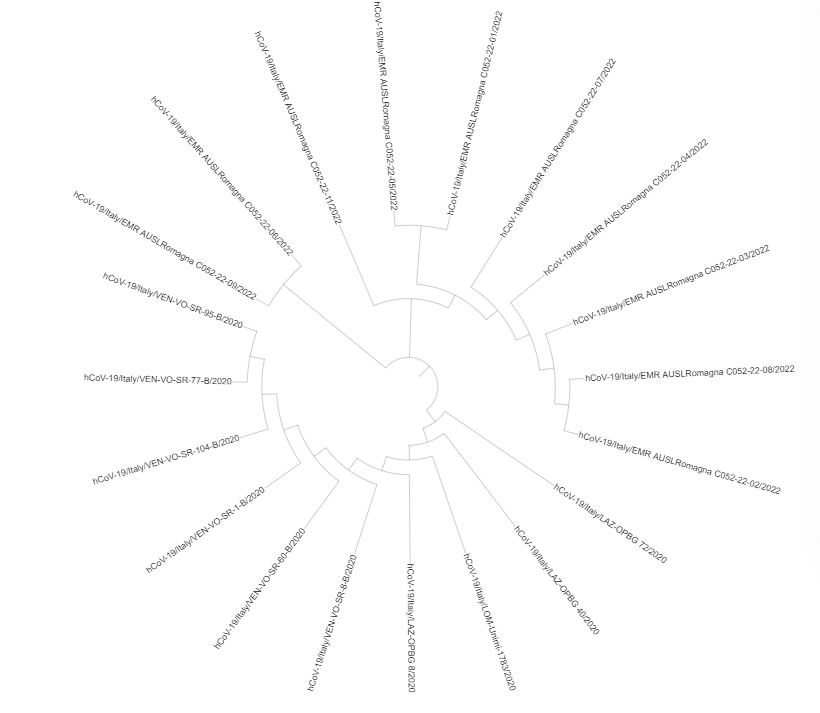 hCoV-19/Italy/EMR AUSLRomagna C052-22-05/2022
hCoV-19/Italy/EMR AUSLRomagna C052-22-01/2022
hCoV-19/Italy/EMR AUSLRomagna C052-22-07/2022
hCoV-19/Italy/EMR AUSLRomagna C052-22-04/2022
hCoV-19/Italy/EMR AUSLRomagna C052-22-03/2022
hCoV-19/Italy/EMR AUSLRomagna C052-22-08/2022
hCoV-19/Italy/EMR AUSLRomagna C052-22-02/2022
hCoV-19/Italy/LAZ-OPBG 72/2020
hCoV-19/Italy/LAZ-OPBG 40/2020
hCoV-19/Italy/LOM-Unimi-1783/2020
hCoV-19/Italy/LAZ-OPBG 8/2020
hCoV-19/Italy/VEN-VO-SR-8-B/2020
hCoV-19/Italy/VEN-VO-SR-60-B/2020
hCoV-19/Italy/VEN-VO-SR-1-B/2020
hCoV-19/Italy/VEN-VO-SR-104-B/2020
hCoV-19/Italy/VEN-VO-SR-77-B/2020
hCoV-19/Italy/VEN-VO-SR-95-B/2020
hCoV-19/Italy/EMR AUSLRomagna C052-22-09/2022
hCoV-19/Italy/EMR AUSLRomagna C052-22-06/2022
hCoV-19/Italy/EMR AUSLRomagna C052-22-11/2022